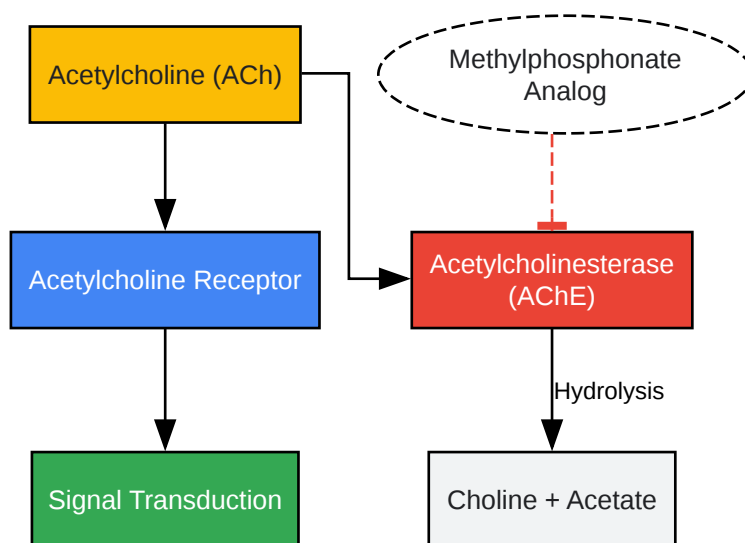 Acetylcholine (ACh)
Methylphosphonate
Analog
Acetylcholine Receptor
Acetylcholinesterase
(AChE)
Hydrolysis
Signal Transduction
Choline + Acetate